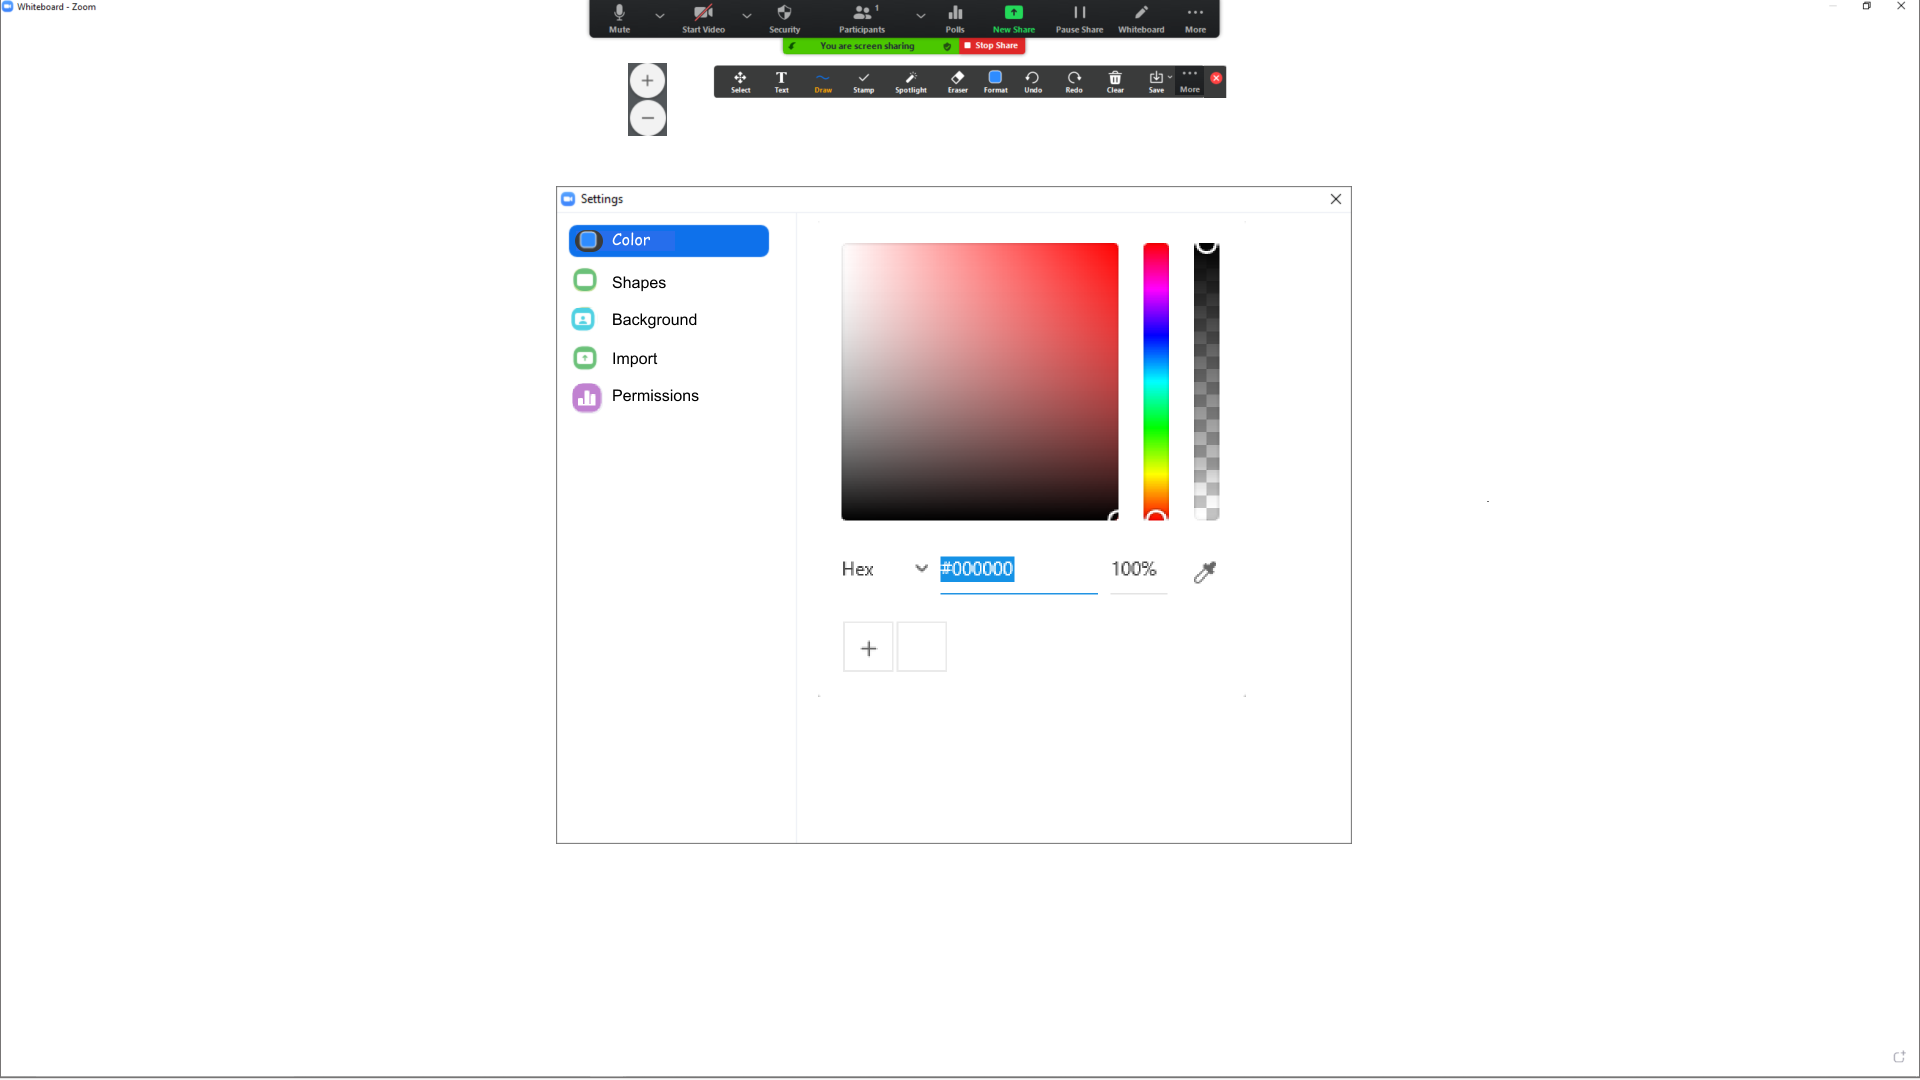 Whiteboard - Zoom
Mute
Start Video
Security
Participants 1
Polls
New Share
Pause Share
Whiteboard
More
You are screen sharing
Stop Share
Select
Text
Draw
Stamp
Spotlight
Eraser
Format
Undo
Redo
Clear
Save
More
Settings
Color
Shapes
Background
Import
Permissions
Hex
#000000
100%